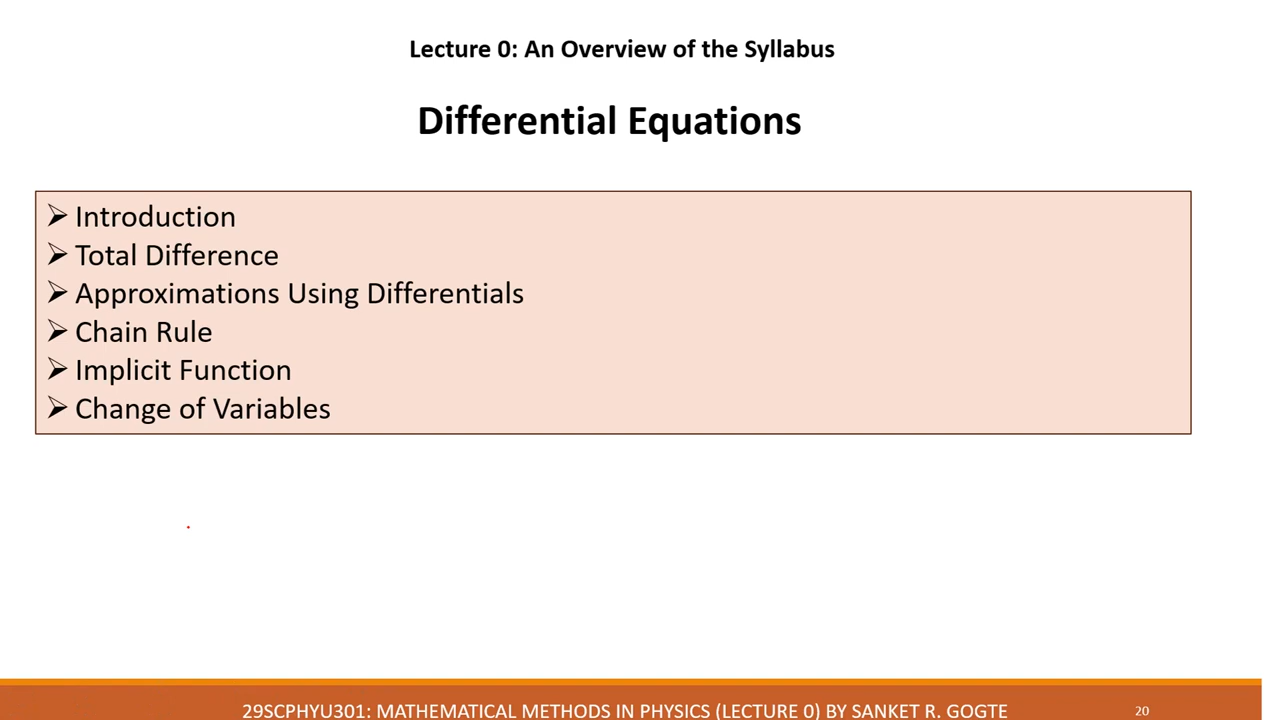 Lecture 0: An Overview of the Syllabus
Differential Equations
➢ Introduction
➢ Total Difference
➢ Approximations Using Differentials
➢ Chain Rule
➢ Implicit Function
➢ Change of Variables
29SCPHYU301: MATHEMATICAL METHODS IN PHYSICS (LECTURE 0) BY SANKET R. GOGTE
20